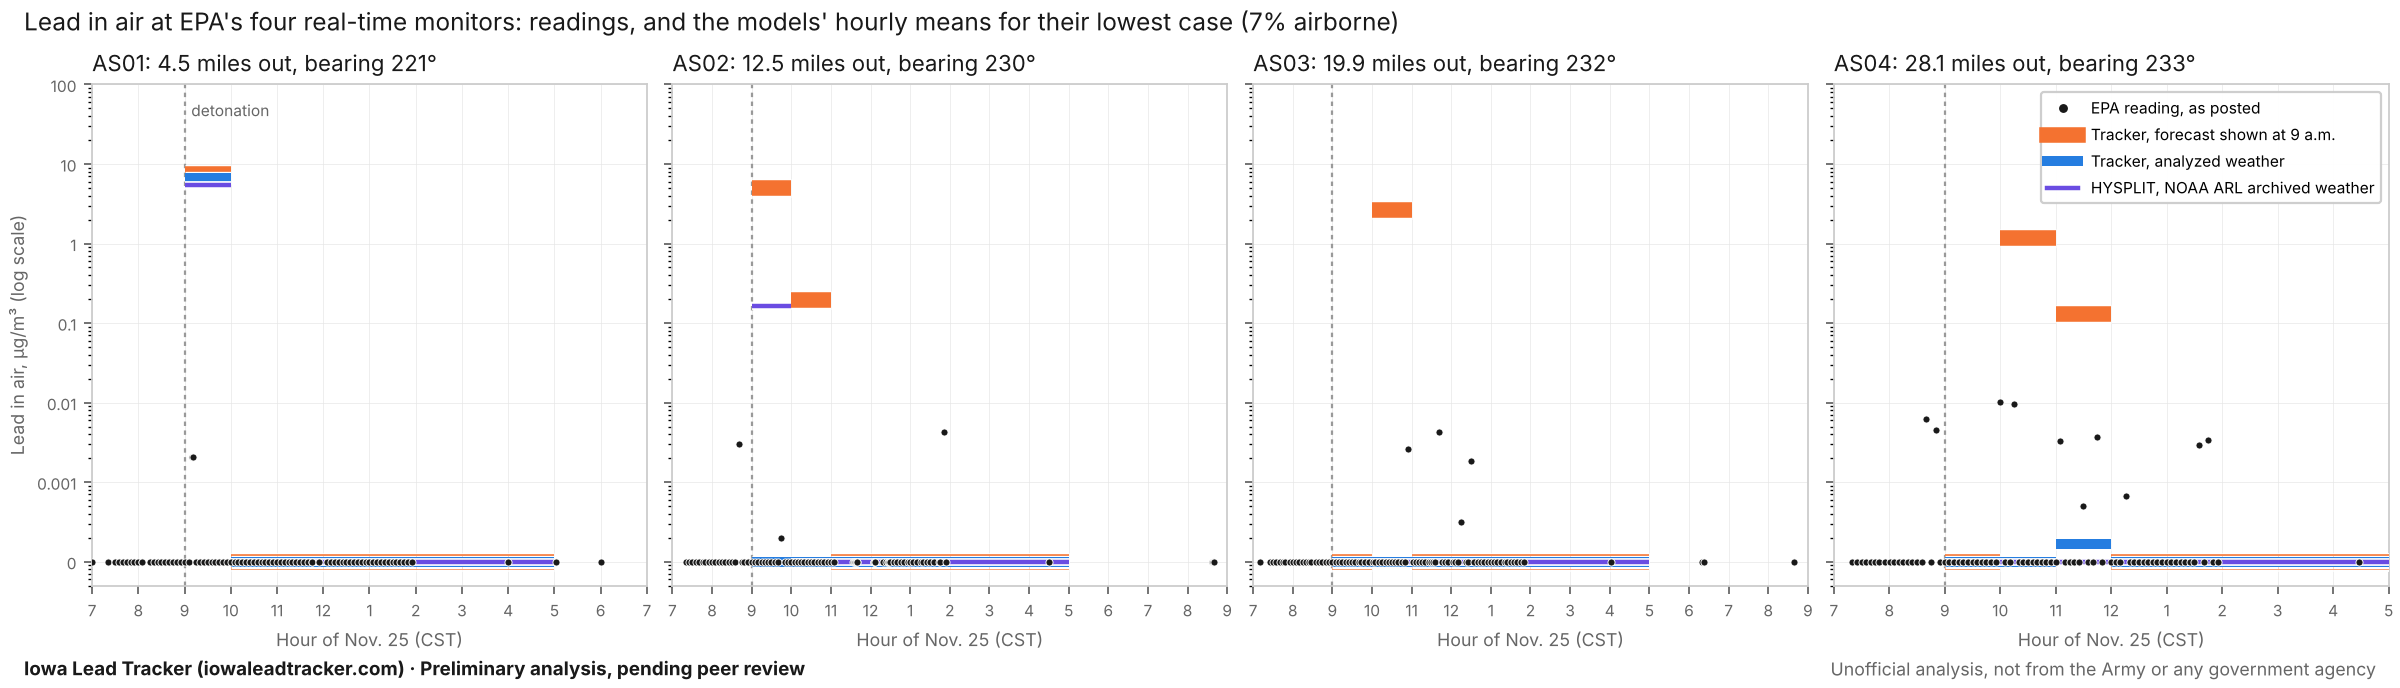 Lead in air at EPA's four real-time monitors: readings, and the models' hourly means for their lowest case (7% airborne)
AS01: 4.5 miles out, bearing 221°
AS02: 12.5 miles out, bearing 230°
AS03: 19.9 miles out, bearing 232°
AS04: 28.1 miles out, bearing 233°
Lead in air, µg/m³ (log scale)
100
10
1
0.1
0.01
0.001
0
detonation
EPA reading, as posted
Tracker, forecast shown at 9 a.m.
Tracker, analyzed weather
HYSPLIT, NOAA ARL archived weather
7 8 9 10 11 12 1 2 3 4 5 6 7
7 8 9 10 11 12 1 2 3 4 5 6 7 8 9
7 8 9 10 11 12 1 2 3 4 5 6 7 8 9
7 8 9 10 11 12 1 2 3 4 5
Hour of Nov. 25 (CST)
Hour of Nov. 25 (CST)
Hour of Nov. 25 (CST)
Hour of Nov. 25 (CST)
Iowa Lead Tracker (iowaleadtracker.com) · Preliminary analysis, pending peer review
Unofficial analysis, not from the Army or any government agency